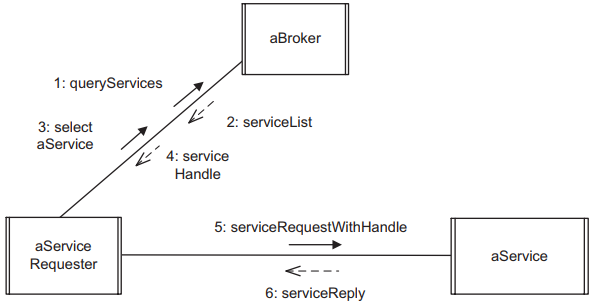 aBroker
1: queryServices
2: serviceList
3: select
aService
4: service
Handle
5: serviceRequestWithHandle
aService
Requester
aService
6: serviceReply